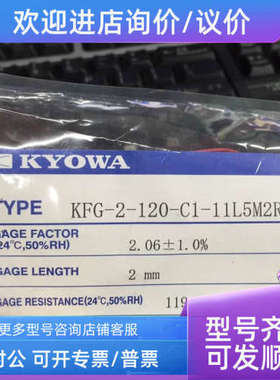 欢迎进店询价/议价
KYOWA
TYPE KFG-2-120-C1-11L5M2R
GAGE FACTOR
(24℃,50%RH) 2.06±1.0%
GAGE LENGTH
2 mm
GAGE RESISTANCE(24℃,50%RH) 119
更多型号咨询店铺客服
对公 可开专票/普票
型号齐
可发顺